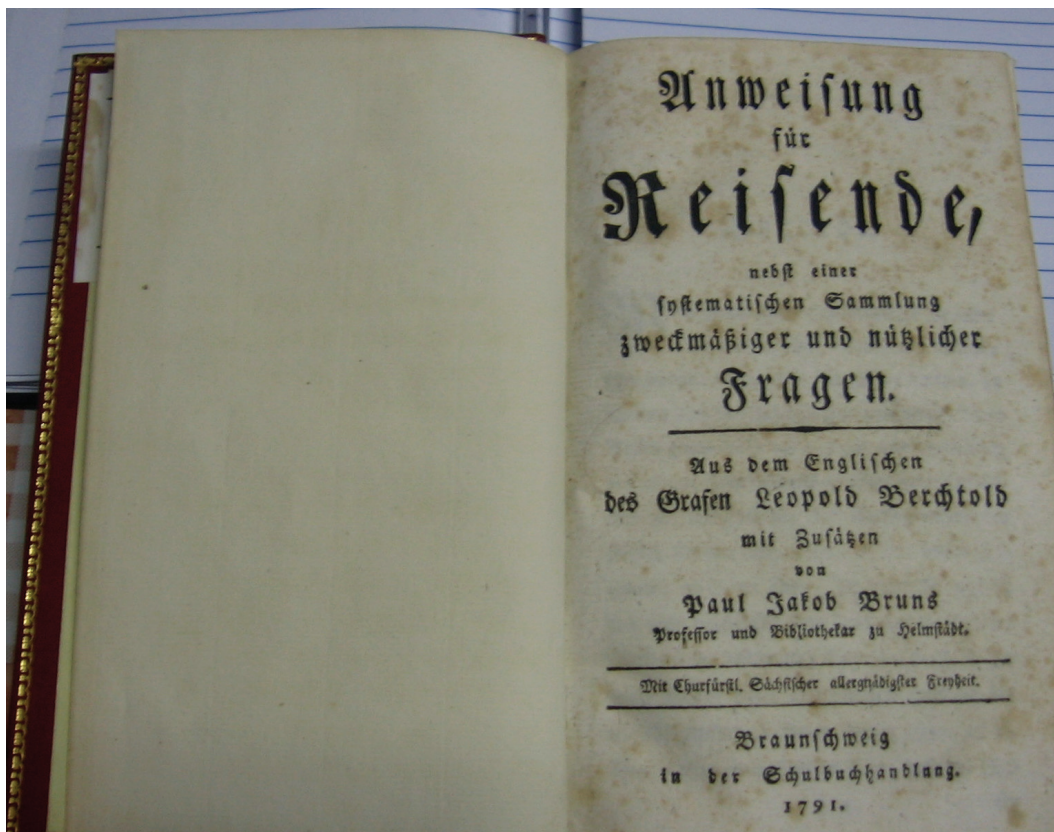 Anweiſung
für
Reiſende,
nebſt einer
ſyſtematiſchen Sammlung
zweckmäßiger und nützlicher
Fragen.
Aus dem Engliſchen
des Grafen Leopold Berchtold
mit Zuſätzen
von
Paul Jakob Bruns
Profeſſor und Bibliothekar zu Helmſtädt.
Mit Churfürſtl. Sächſiſcher allergnädigſter Freyheit.
Braunſchweig
in der Schulbuchhandlung.
1791.